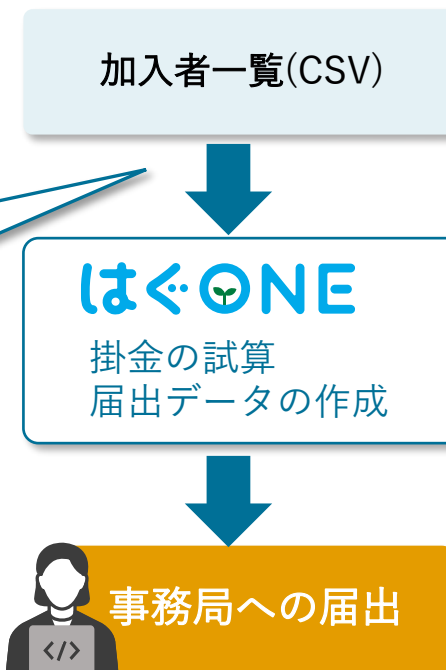 加入者一覧(CSV)
はぐONE
掛金の試算
届出データの作成
事務局への届出
</>